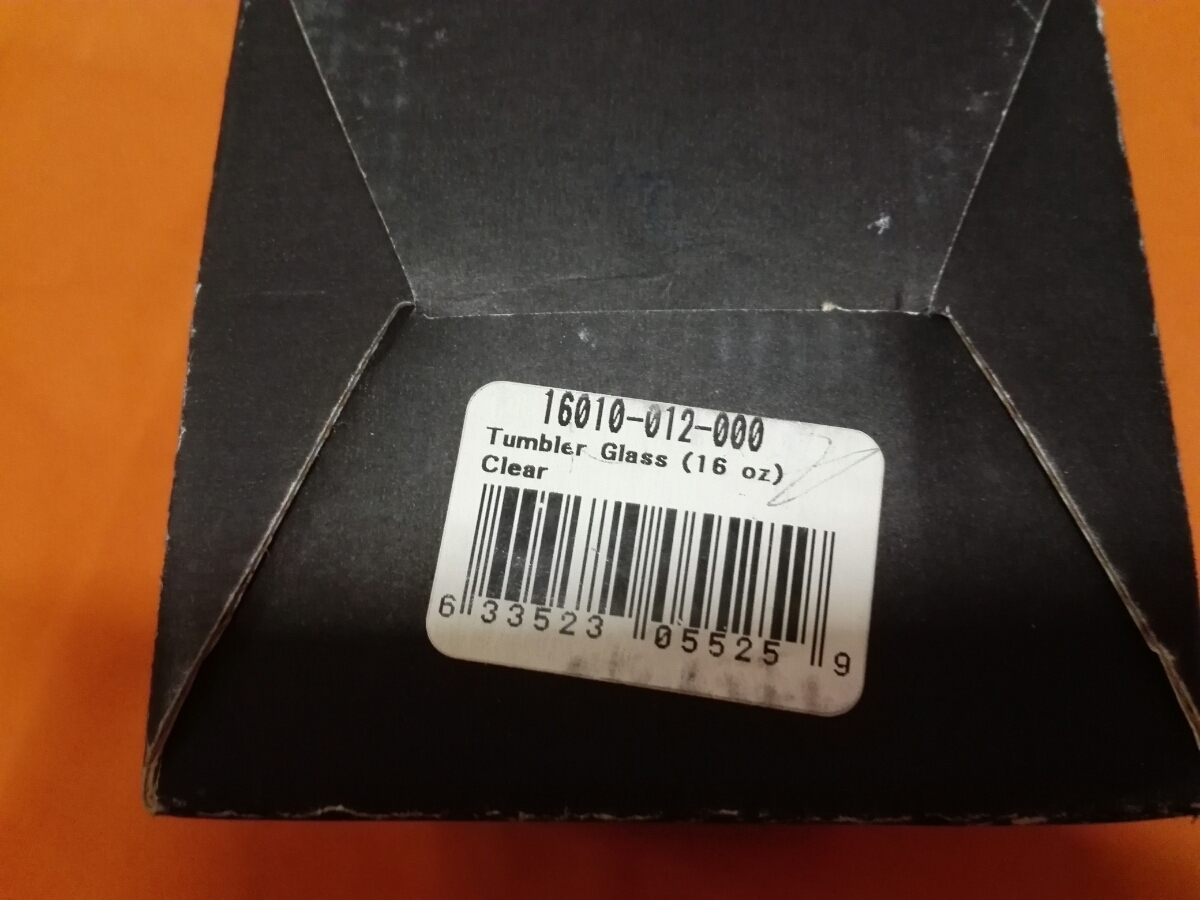 16010-012-000
Tumbler Glass (16 oz)
Clear
6 33523 05525 9